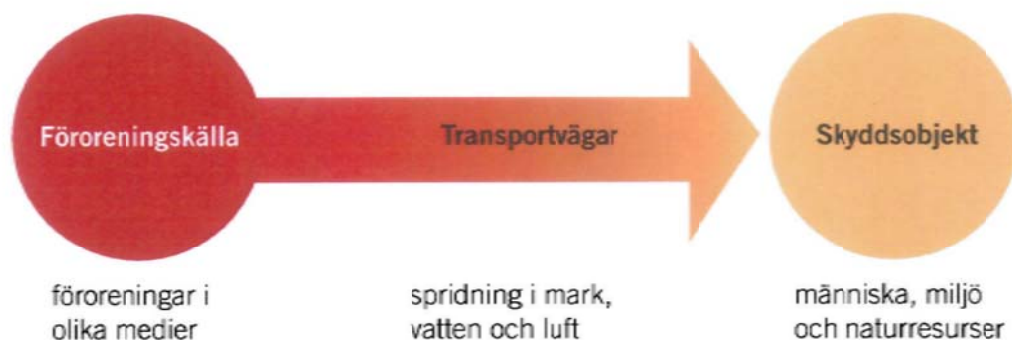 Föroreningskälla
Transportvägar
Skyddsobjekt
föroreningar i
olika medier
spridning i mark,
vatten och luft
människa, miljö
och naturresurser